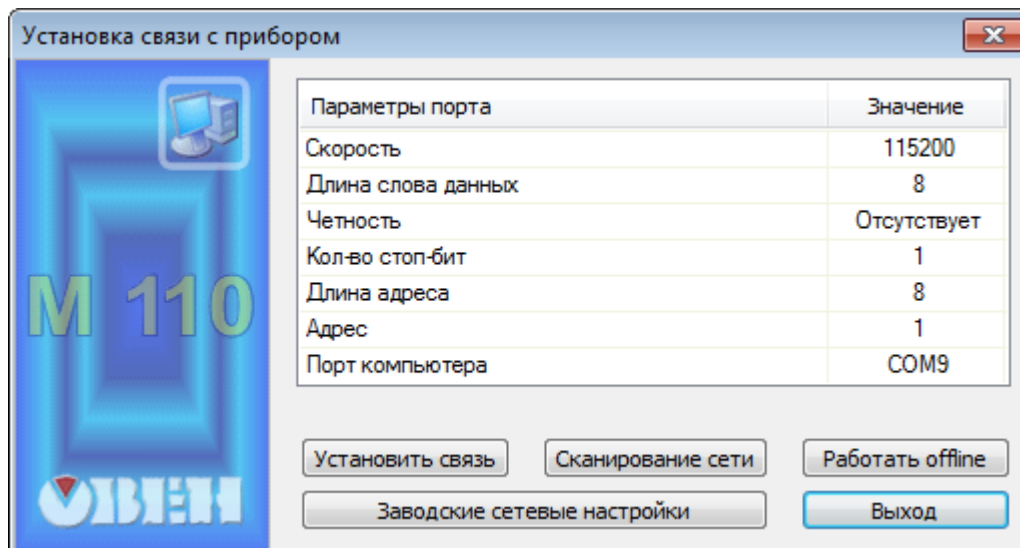 Установка связи с прибором
M 110
ОВЕН
Параметры порта Значение
Скорость 115200
Длина слова данных 8
Четность Отсутствует
Кол-во стоп-бит 1
Длина адреса 8
Адрес 1
Порт компьютера COM9
Установить связь Сканирование сети Работать offline
Заводские сетевые настройки Выход